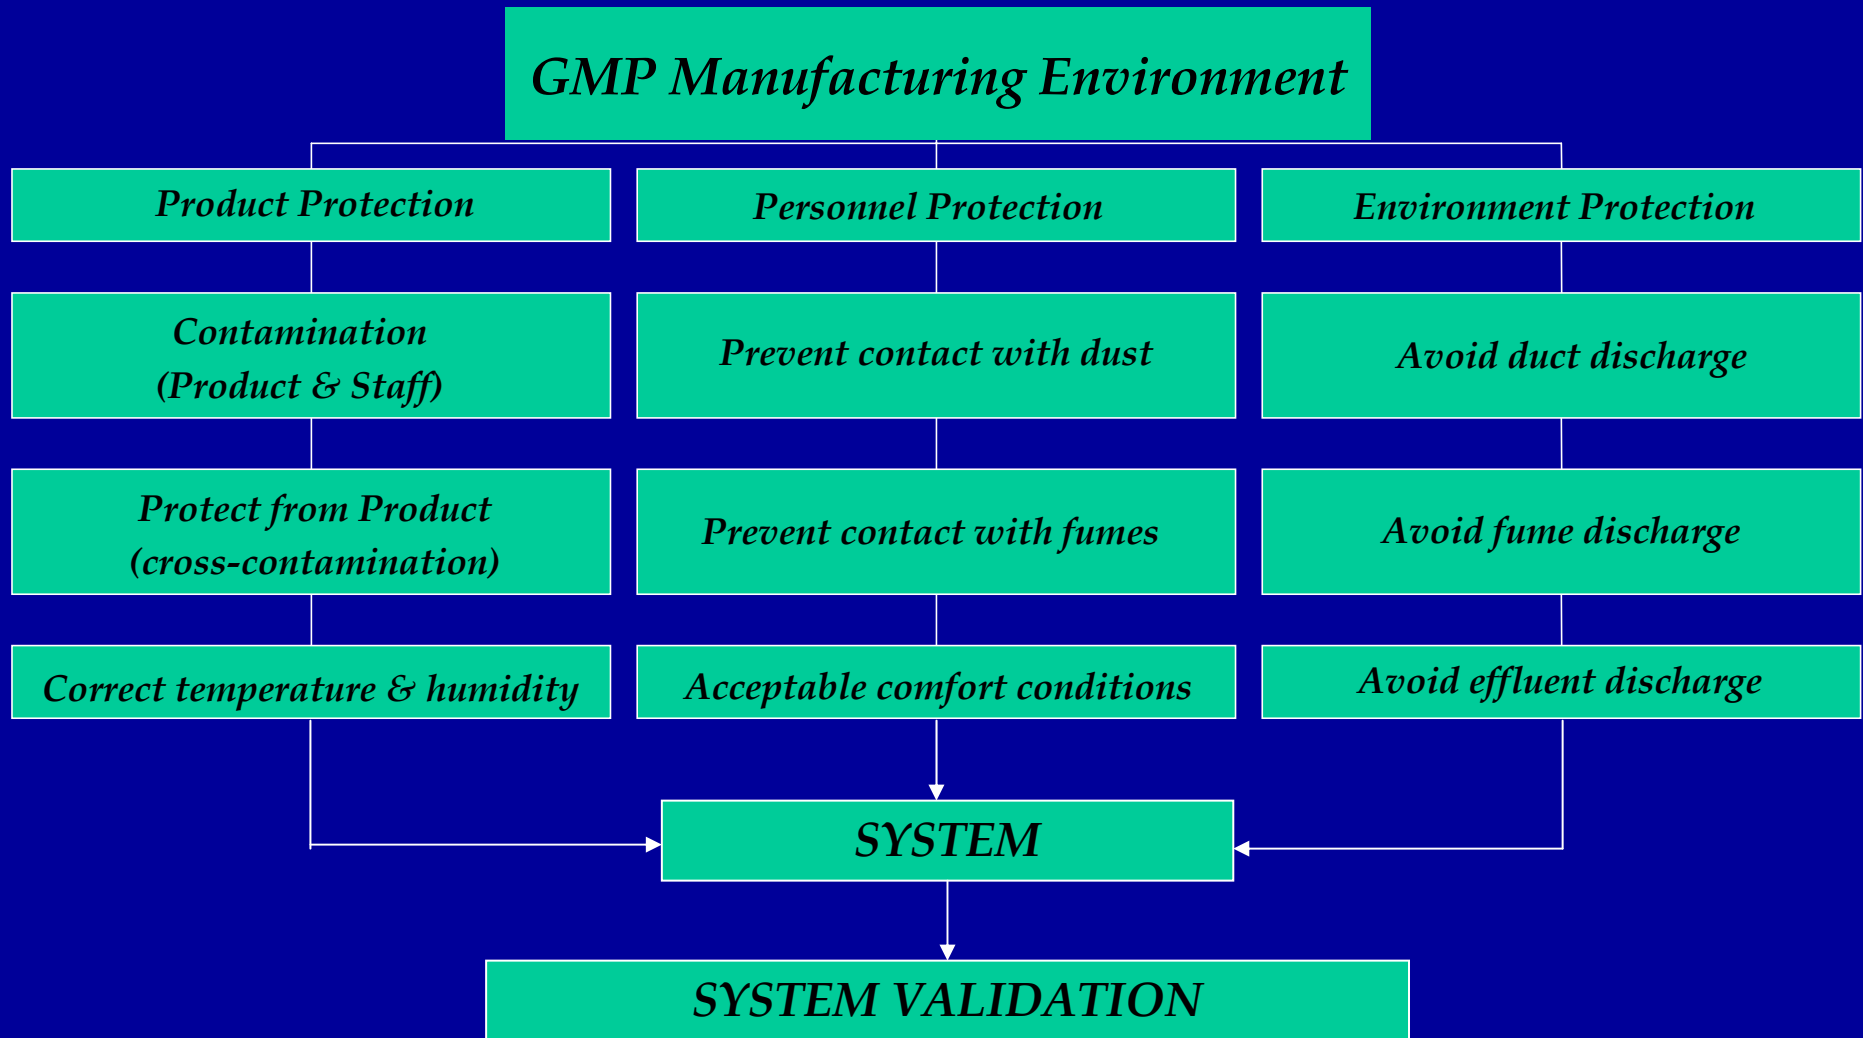 GMP Manufacturing Environment
Product Protection
Personnel Protection
Environment Protection
Contamination
(Product & Staff)
Prevent contact with dust
Avoid duct discharge
Protect from Product
(cross-contamination)
Prevent contact with fumes
Avoid fume discharge
Correct temperature & humidity
Acceptable comfort conditions
Avoid effluent discharge
SYSTEM
SYSTEM VALIDATION